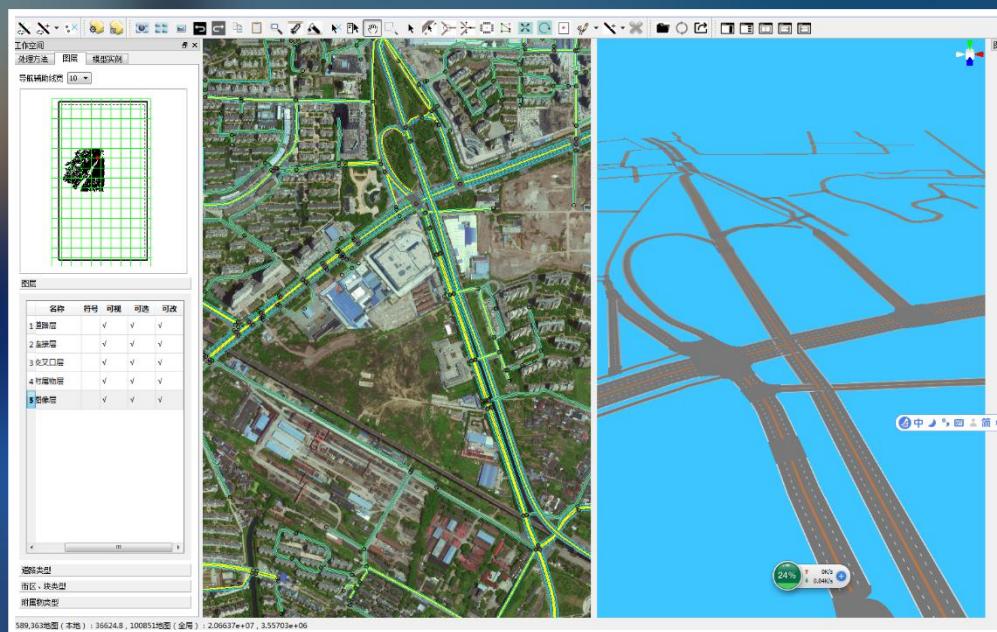 工作空间
处理方法 图层 模型实例
导航辅助线宽 10
图层
名称 符号 可视 可选 可改
1 道路层 √ √ √
2 连接层 √ √ √
3 交叉口层 √ √ √
4 附属物层 √ √ √
5 图像层 √ √ √
道路类型
街区、块类型
附属物类型
中 简
24% 0K/s
0.04K/s
589,363地图(本地):36624.8,100851地图(全局):2.06637e+07,3.55703e+06